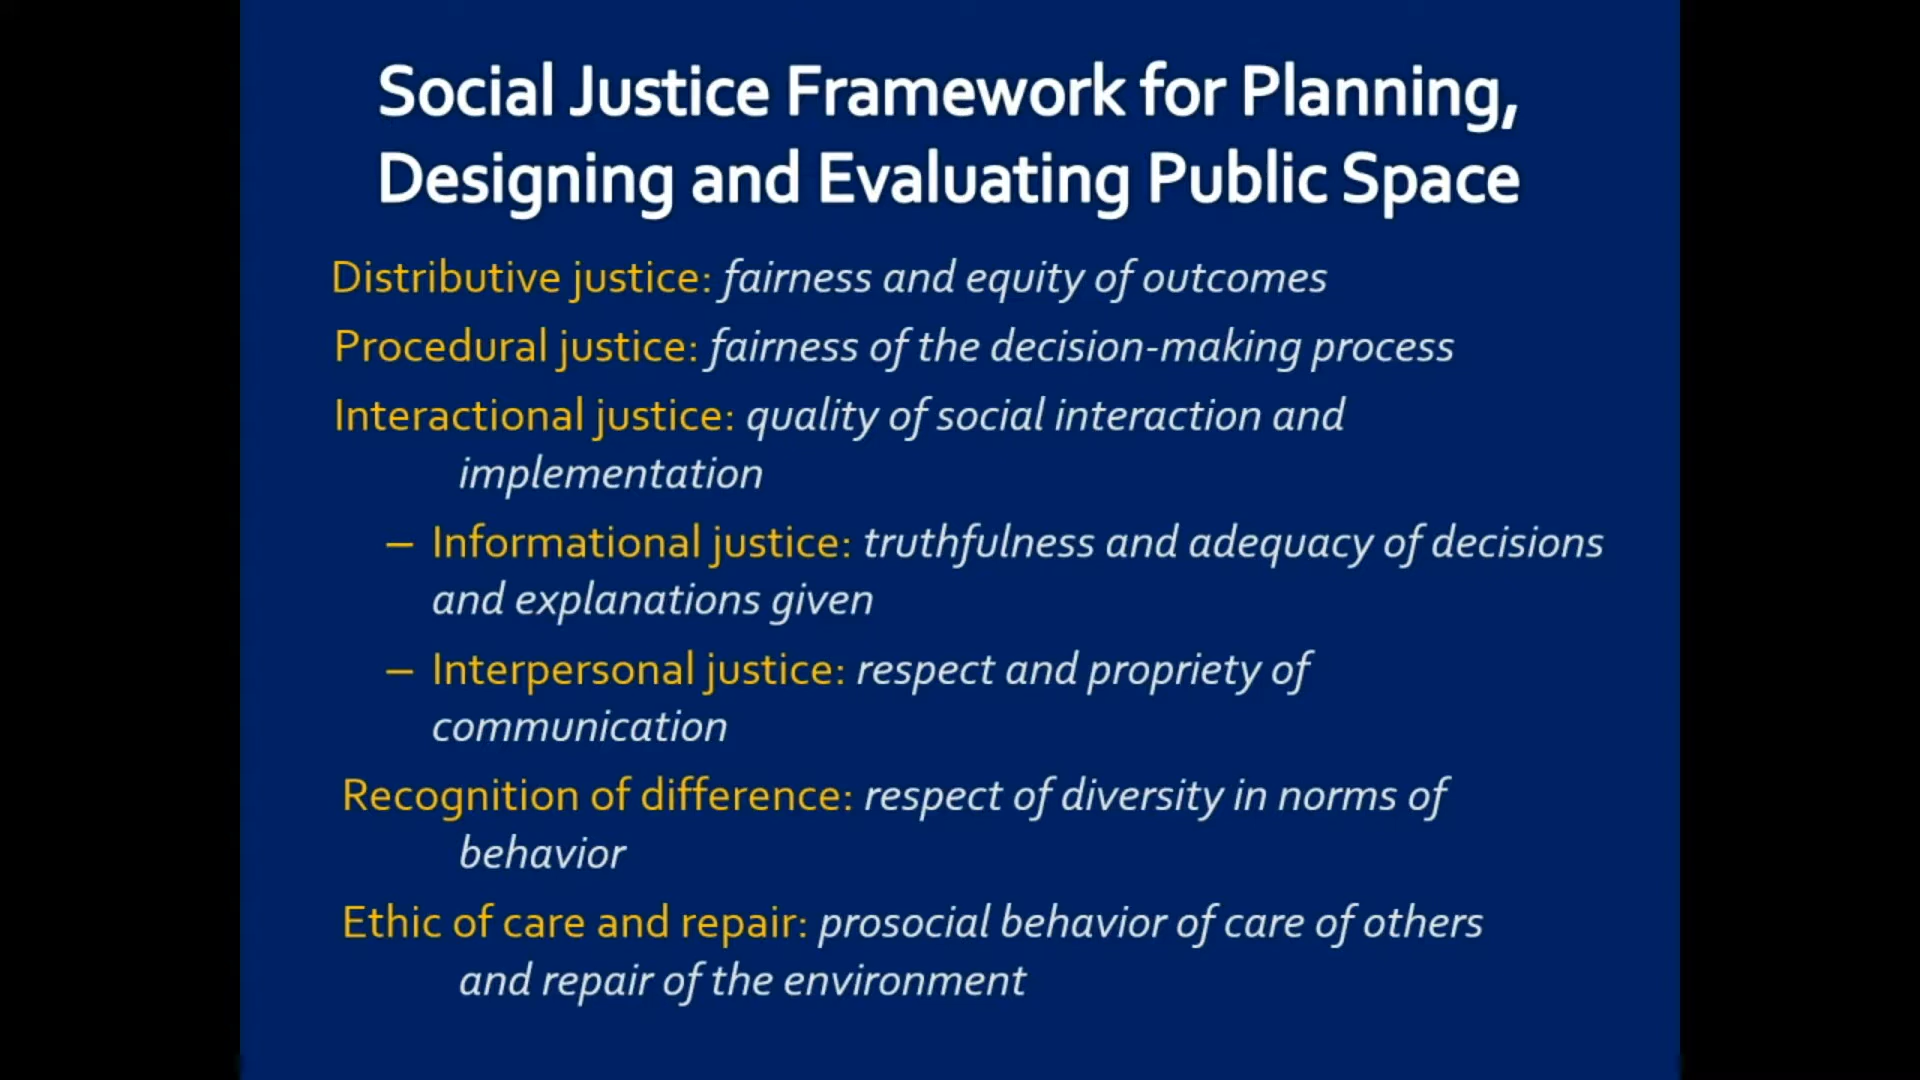 Social Justice Framework for Planning,
Designing and Evaluating Public Space
Distributive justice: fairness and equity of outcomes
Procedural justice: fairness of the decision-making process
Interactional justice: quality of social interaction and
implementation
– Informational justice: truthfulness and adequacy of decisions
and explanations given
– Interpersonal justice: respect and propriety of
communication
Recognition of difference: respect of diversity in norms of
behavior
Ethic of care and repair: prosocial behavior of care of others
and repair of the environment